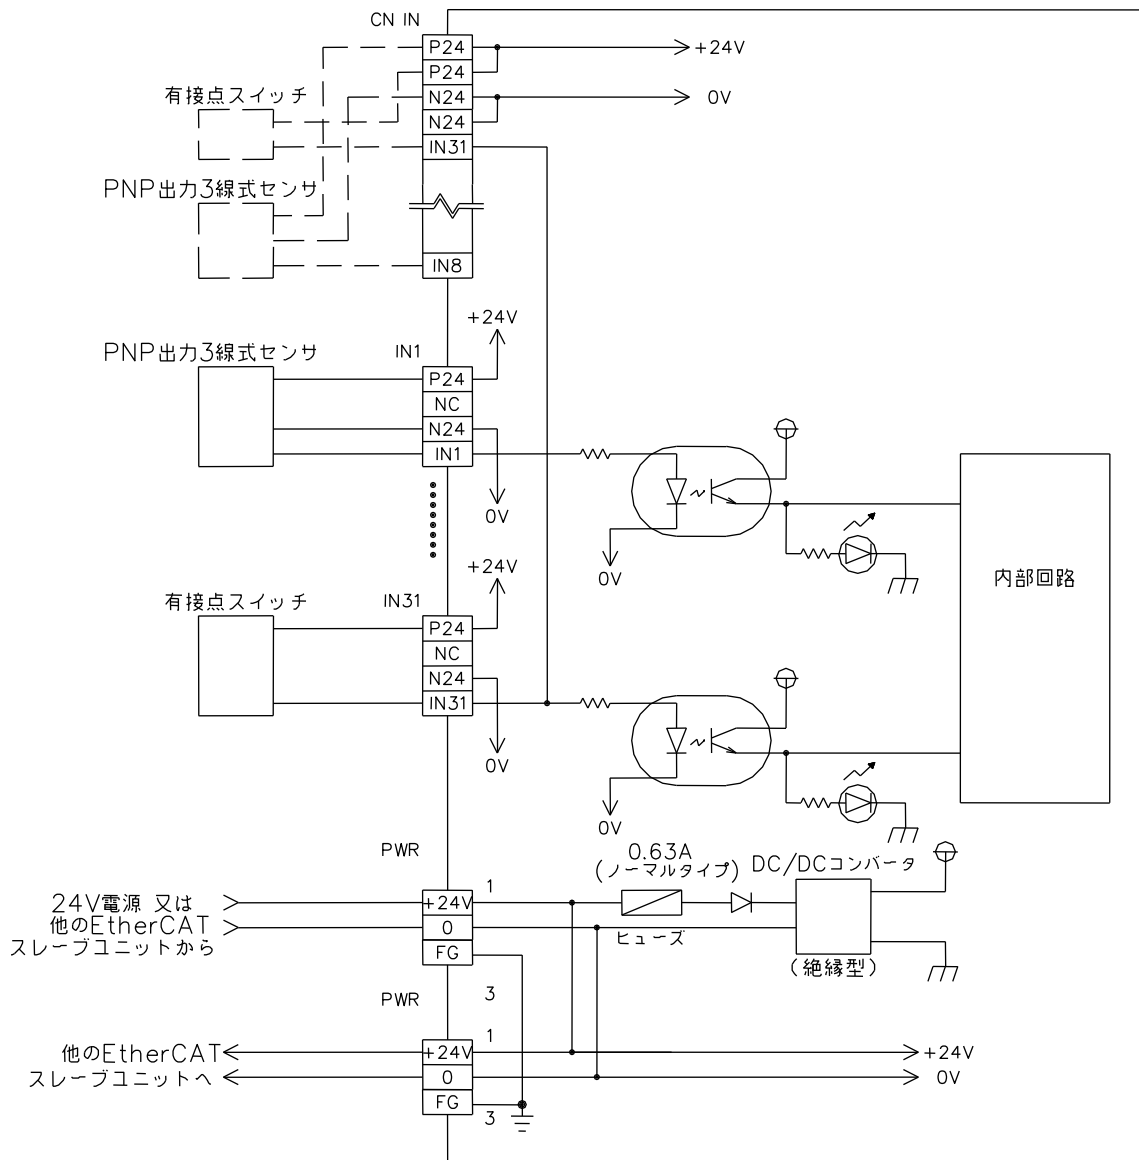 CN IN
P24
+24V
P24
有接点スイッチ
N24
0V
N24
IN31
PNP出力3線式センサ
IN8
+24V
PNP出力3線式センサ
IN1
P24
NC
N24
IN1
0V
0V
+24V
有接点スイッチ
IN31
P24
NC
N24
IN31
0V
0V
内部回路
PWR
0.63A
(ノーマルタイプ)
DC/DCコンバータ
1
24V電源 又は
他のEtherCAT
スレーブユニットから
+24V
0
FG
ヒューズ
(絶縁型)
3
PWR
1
他のEtherCAT
スレーブユニットへ
+24V
0
FG
3
+24V
0V